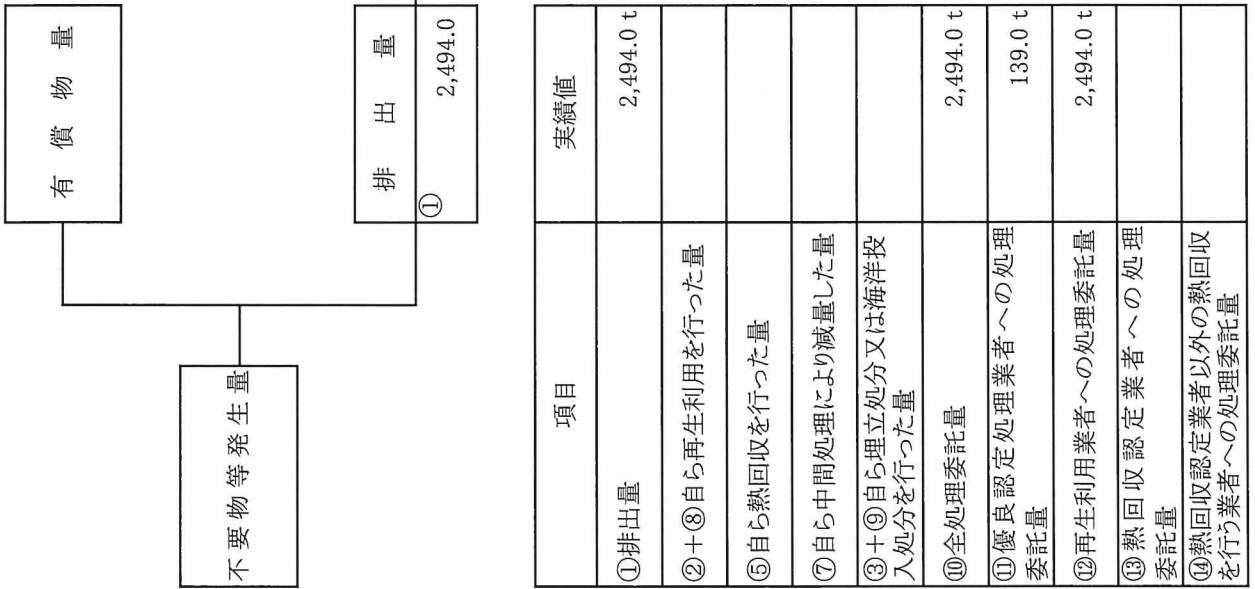 不要物等発生量
有償物量
排出量
①
2,494.0
項目
実績値
①排出量
2,494.0 t
②+⑧自ら再生利用を行った量
⑤自ら熱回収を行った量
⑦自ら中間処理により減量した量
③+⑨自ら埋立処分又は海洋投
入処分を行った量
⑩全処理委託量
2,494.0 t
⑪優良認定処理業者への処理
委託量
139.0 t
⑫再生利用業者への処理委託量
2,494.0 t
⑬熱回収認定業者への処理
委託量
⑭熱回収認定業者以外の熱回収
を行う業者への処理委託量